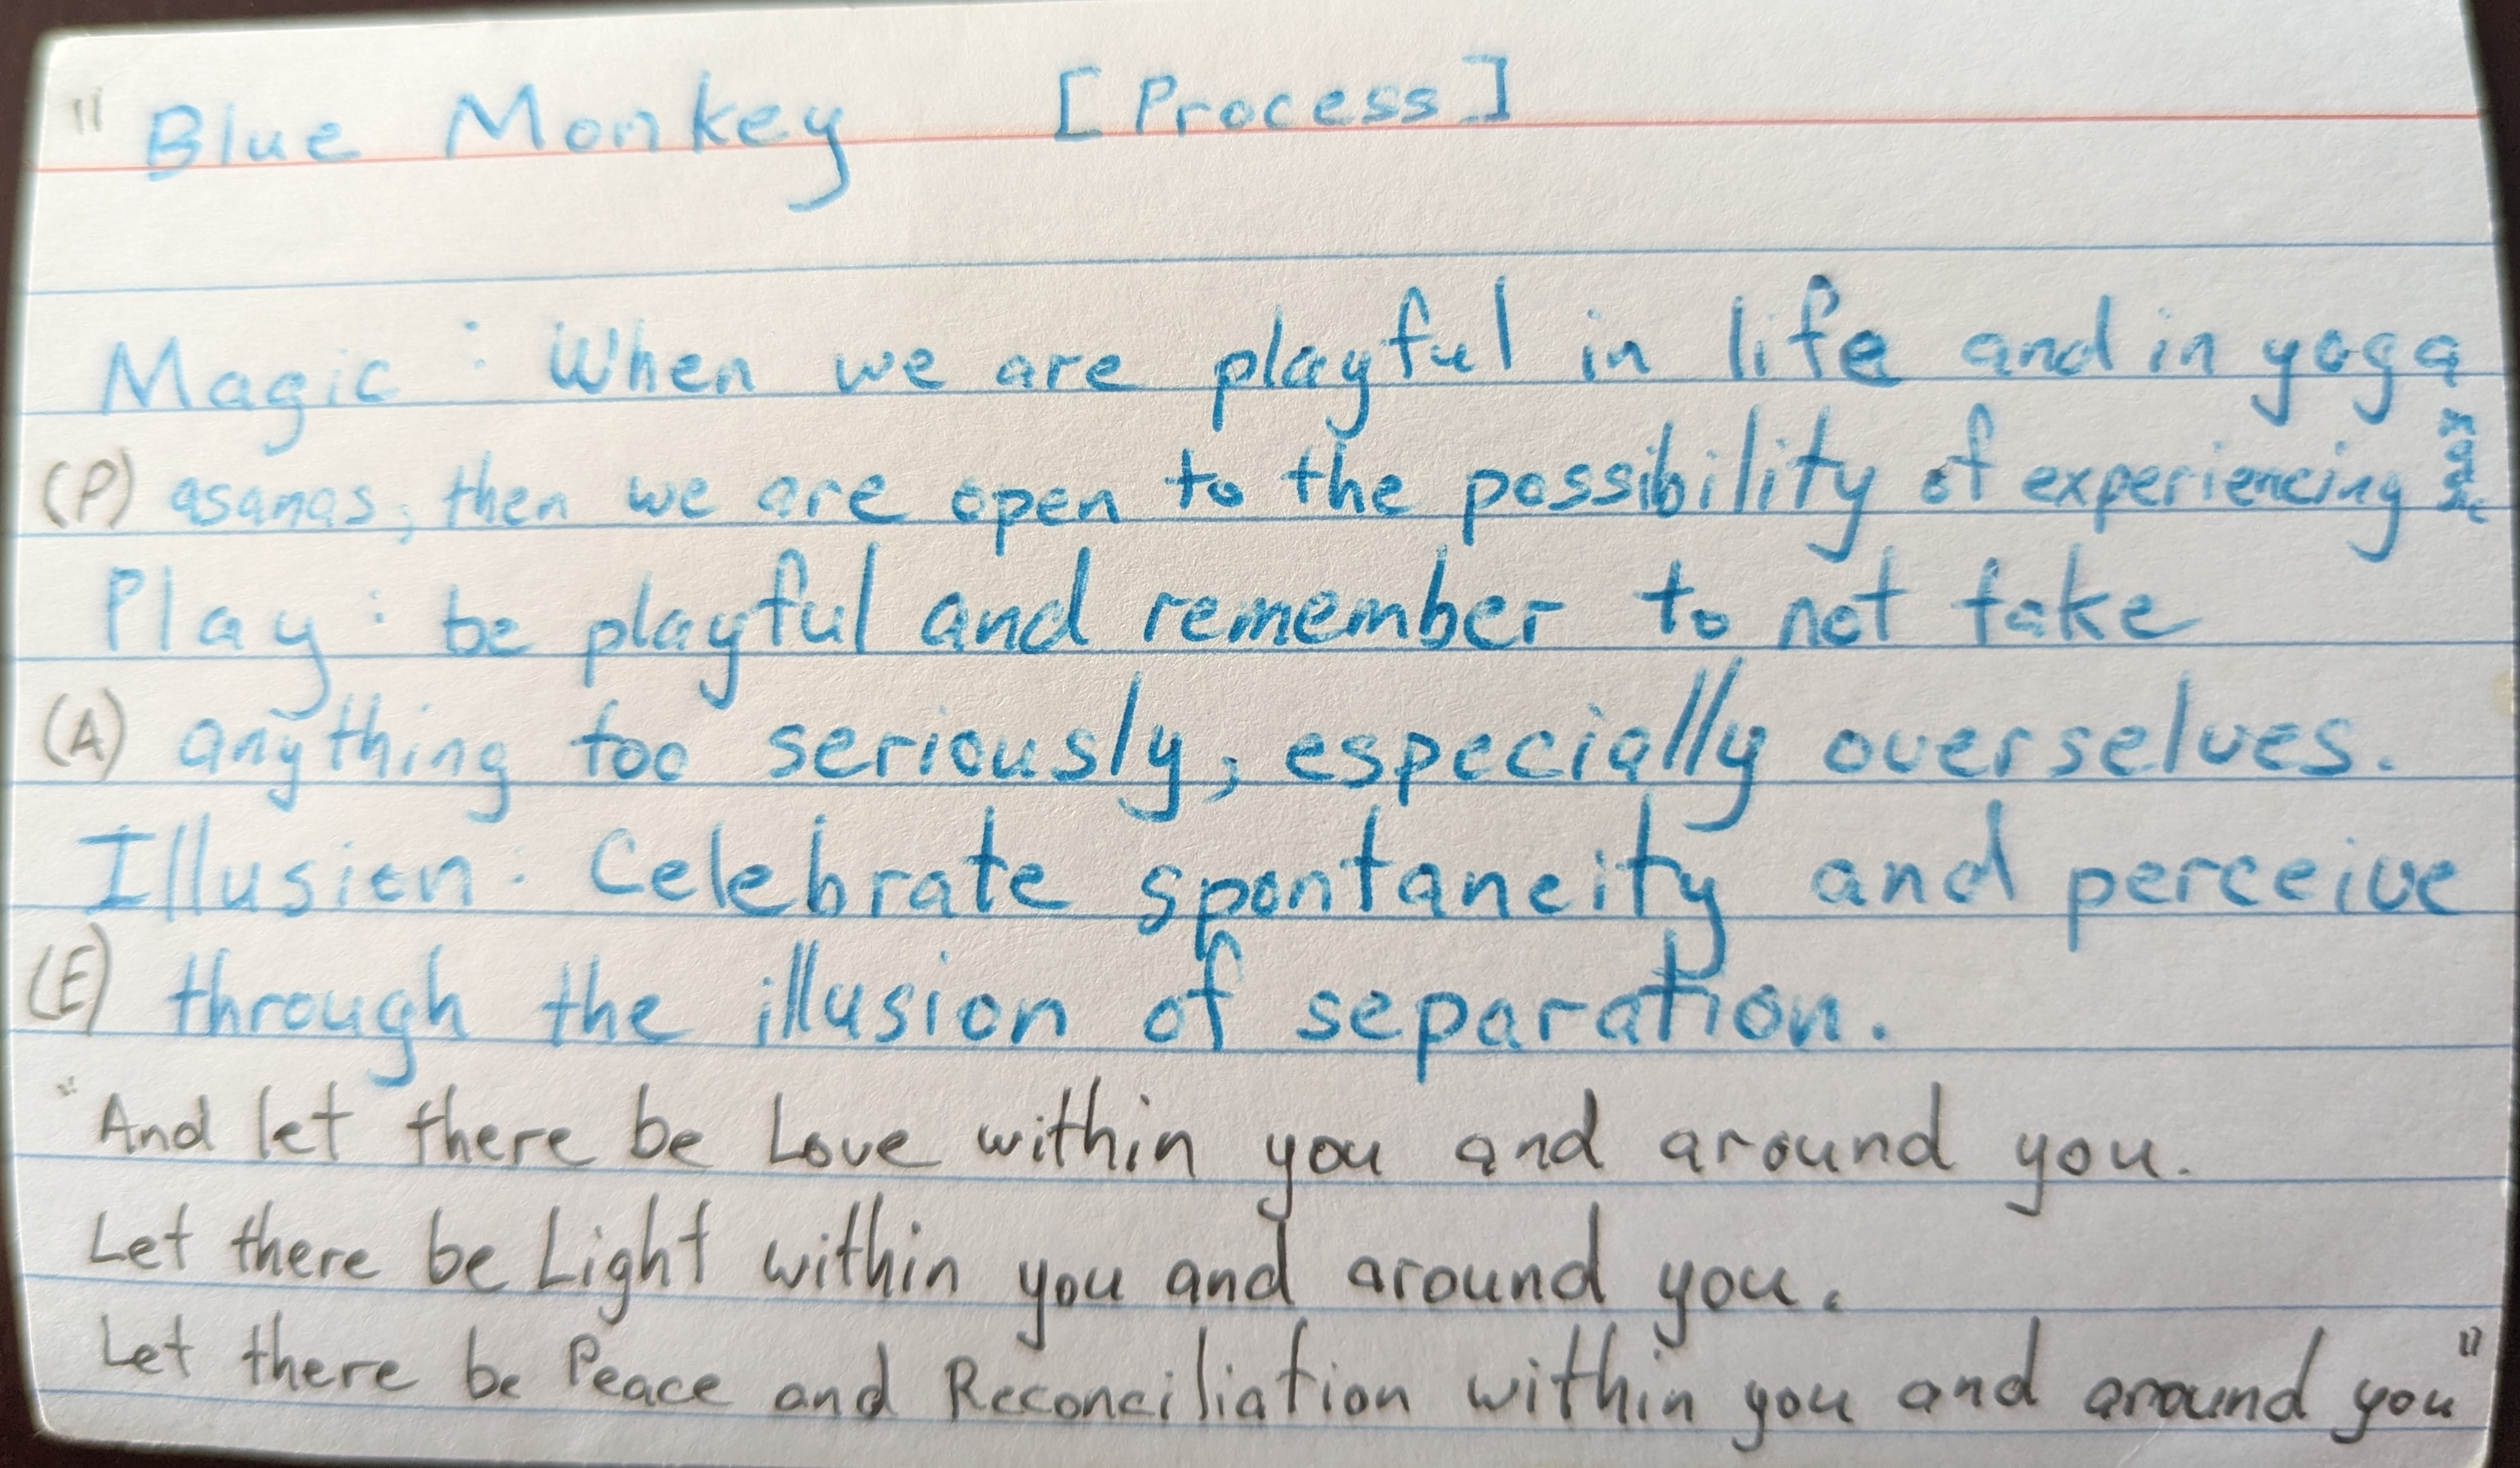 " Blue Monkey [Process]
Magic : When we are playful in life and in yoga
(P) asanas, then we are open to the possibility of experiencing magic
Play : be playful and remember to not take
(A) anything too seriously, especially overselves.
Illusion : Celebrate spontaneity and perceive
(E) through the illusion of separation.
"And let there be Love within you and around you.
Let there be Light within you and around you.
Let there be Peace and Reconciliation within you and around you"